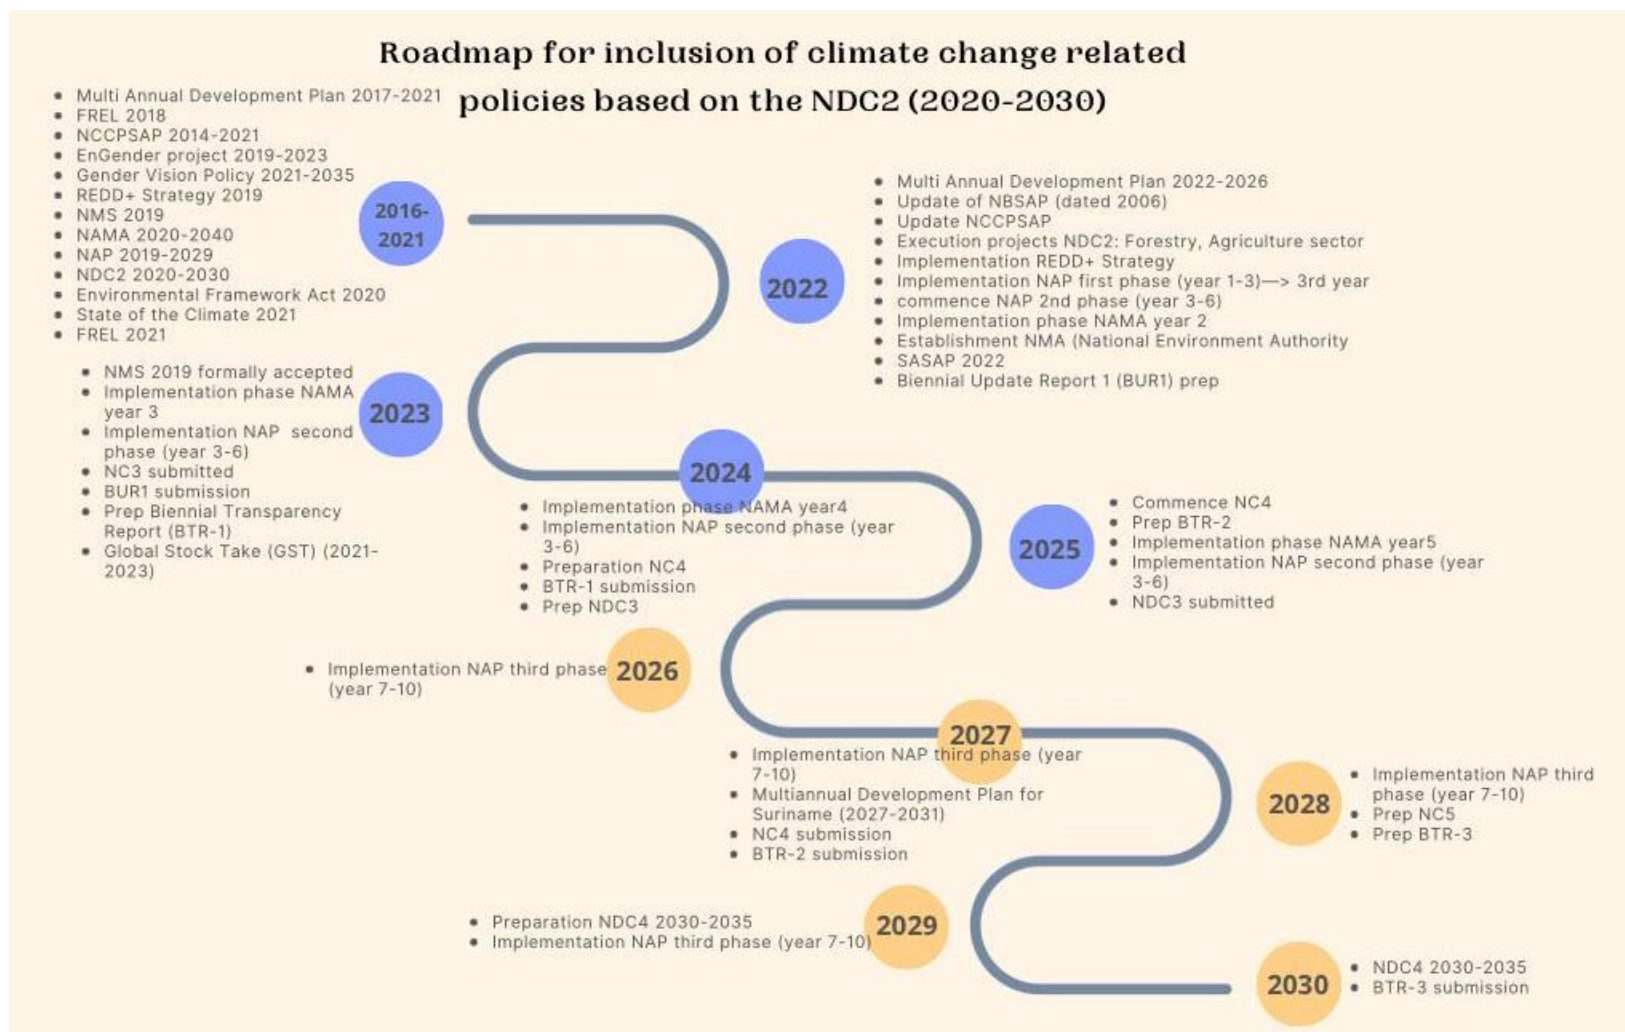 Roadmap for inclusion of climate change related
policies based on the NDC2 (2020-2030)
• Multi Annual Development Plan 2017-2021
• FREL 2018
• NCCPSAP 2014-2021
• EnGender project 2019-2023
• Gender Vision Policy 2021-2035
• REDD+ Strategy 2019
• NMS 2019
• NAMA 2020-2040
• NAP 2019-2029
• NDC2 2020-2030
• Environmental Framework Act 2020
• State of the Climate 2021
• FREL 2021
2016-
2021
2022
• Multi Annual Development Plan 2022-2026
• Update of NBSAP (dated 2006)
• Update NCCPSAP
• Execution projects NDC2: Forestry, Agriculture sector
• Implementation REDD+ Strategy
• Implementation NAP first phase (year 1-3)—> 3rd year
• commence NAP 2nd phase (year 3-6)
• Implementation phase NAMA year 2
• Establishment NMA (National Environment Authority
• SASAP 2022
• Biennial Update Report 1 (BUR1) prep
• NMS 2019 formally accepted
• Implementation phase NAMA
year 3
• Implementation NAP second
phase (year 3-6)
• NC3 submitted
• BUR1 submission
• Prep Biennial Transparency
Report (BTR-1)
• Global Stock Take (GST) (2021-
2023)
2023
2024
• Implementation phase NAMA year4
• Implementation NAP second phase (year
3-6)
• Preparation NC4
• BTR-1 submission
• Prep NDC3
2025
• Commence NC4
• Prep BTR-2
• Implementation phase NAMA year5
• Implementation NAP second phase (year
3-6)
• NDC3 submitted
• Implementation NAP third phase
(year 7-10)
2026
2027
• Implementation NAP third phase (year
7-10)
• Multiannual Development Plan for
Suriname (2027-2031)
• NC4 submission
• BTR-2 submission
2028
• Implementation NAP third
phase (year 7-10)
• Prep NC5
• Prep BTR-3
• Preparation NDC4 2030-2035
• Implementation NAP third phase (year 7-10)
2029
2030
• NDC4 2030-2035
• BTR-3 submission